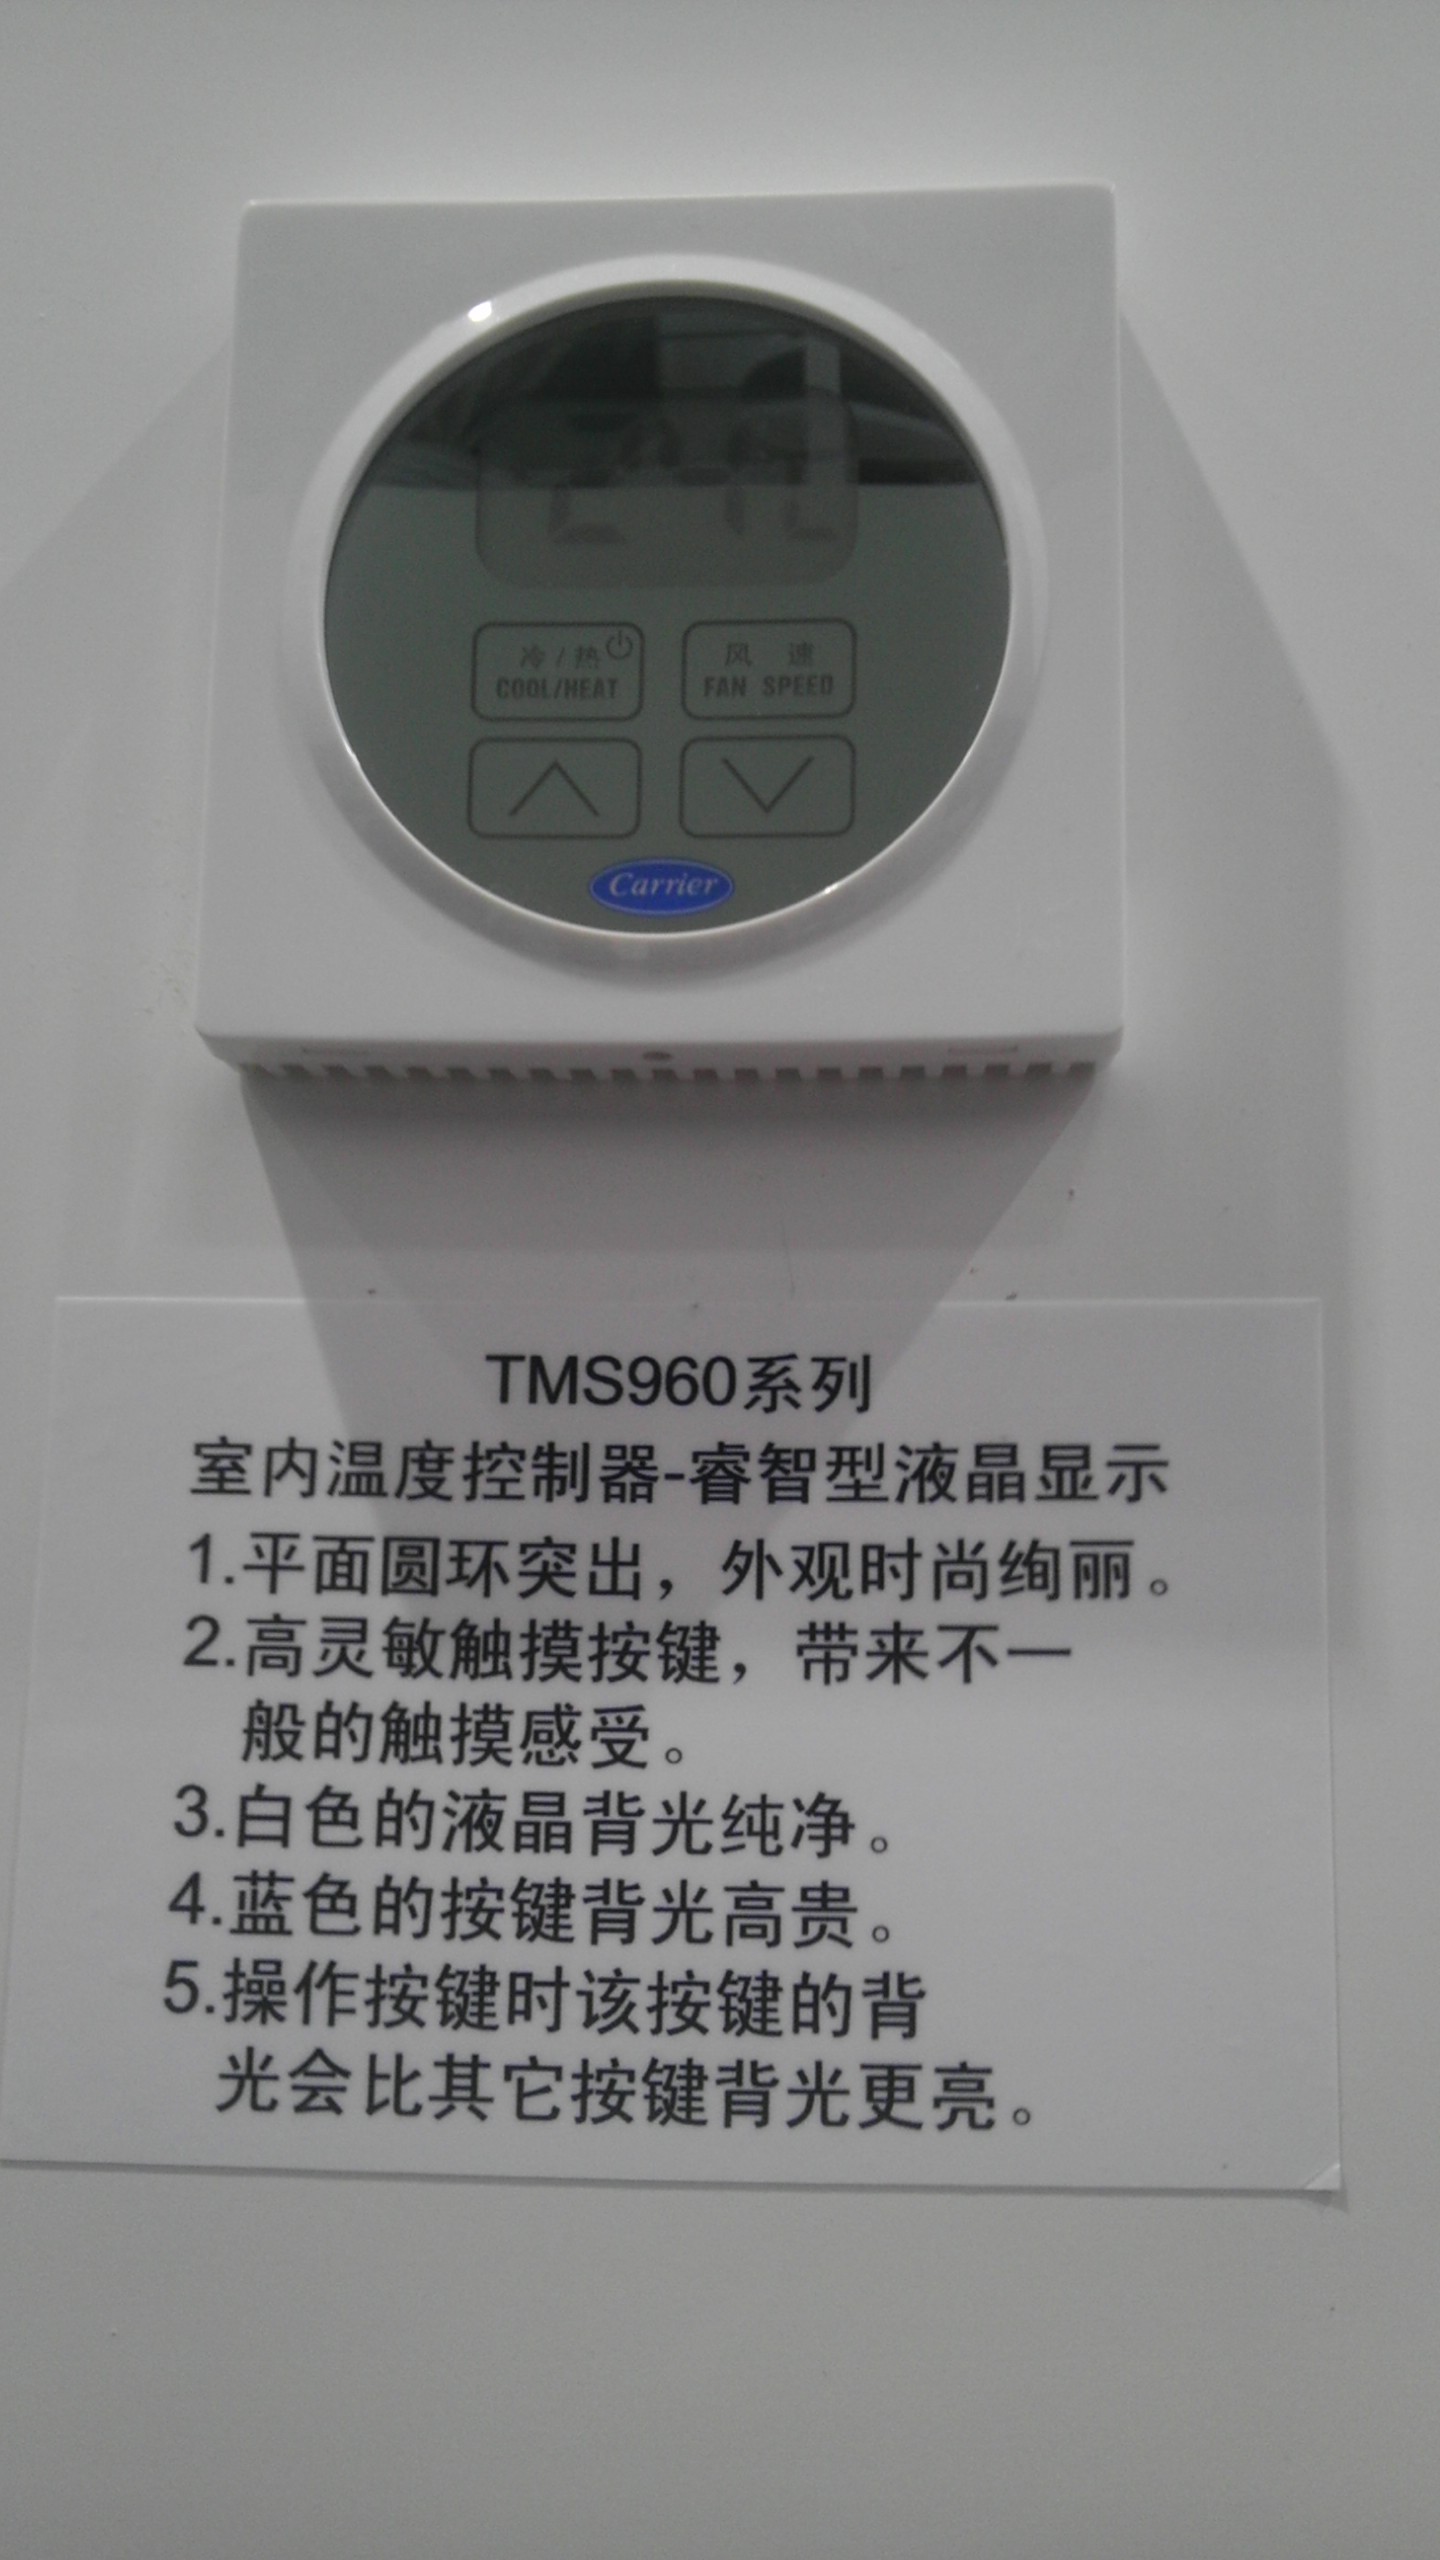 冷/热
COOL/HEAT
风 速
FAN SPEED
Carrier
TMS960系列
室内温度控制器-睿智型液晶显示
1.平面圆环突出，外观时尚绚丽。
2.高灵敏触摸按键，带来不一
般的触摸感受。
3.白色的液晶背光纯净。
4.蓝色的按键背光高贵。
5.操作按键时该按键的背
光会比其它按键背光更亮。